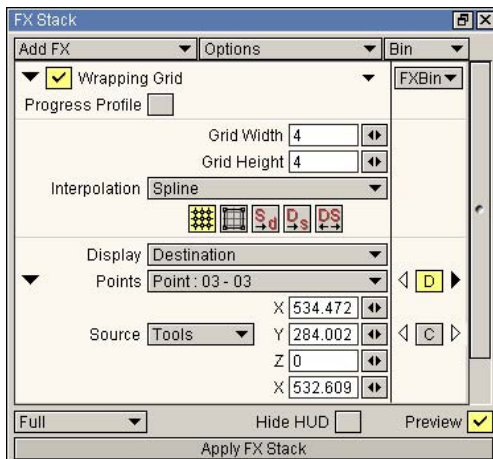 FX Stack
Add FX Options Bin
Wrapping Grid FXBin
Progress Profile
Grid Width 4
Grid Height 4
Interpolation Spline
S d D s DS
Display Destination
Points Point : 03 - 03 D
X 534.472
Source Tools Y 284.002 C
Z 0
X 532.609
Full Hide HUD Preview
Apply FX Stack